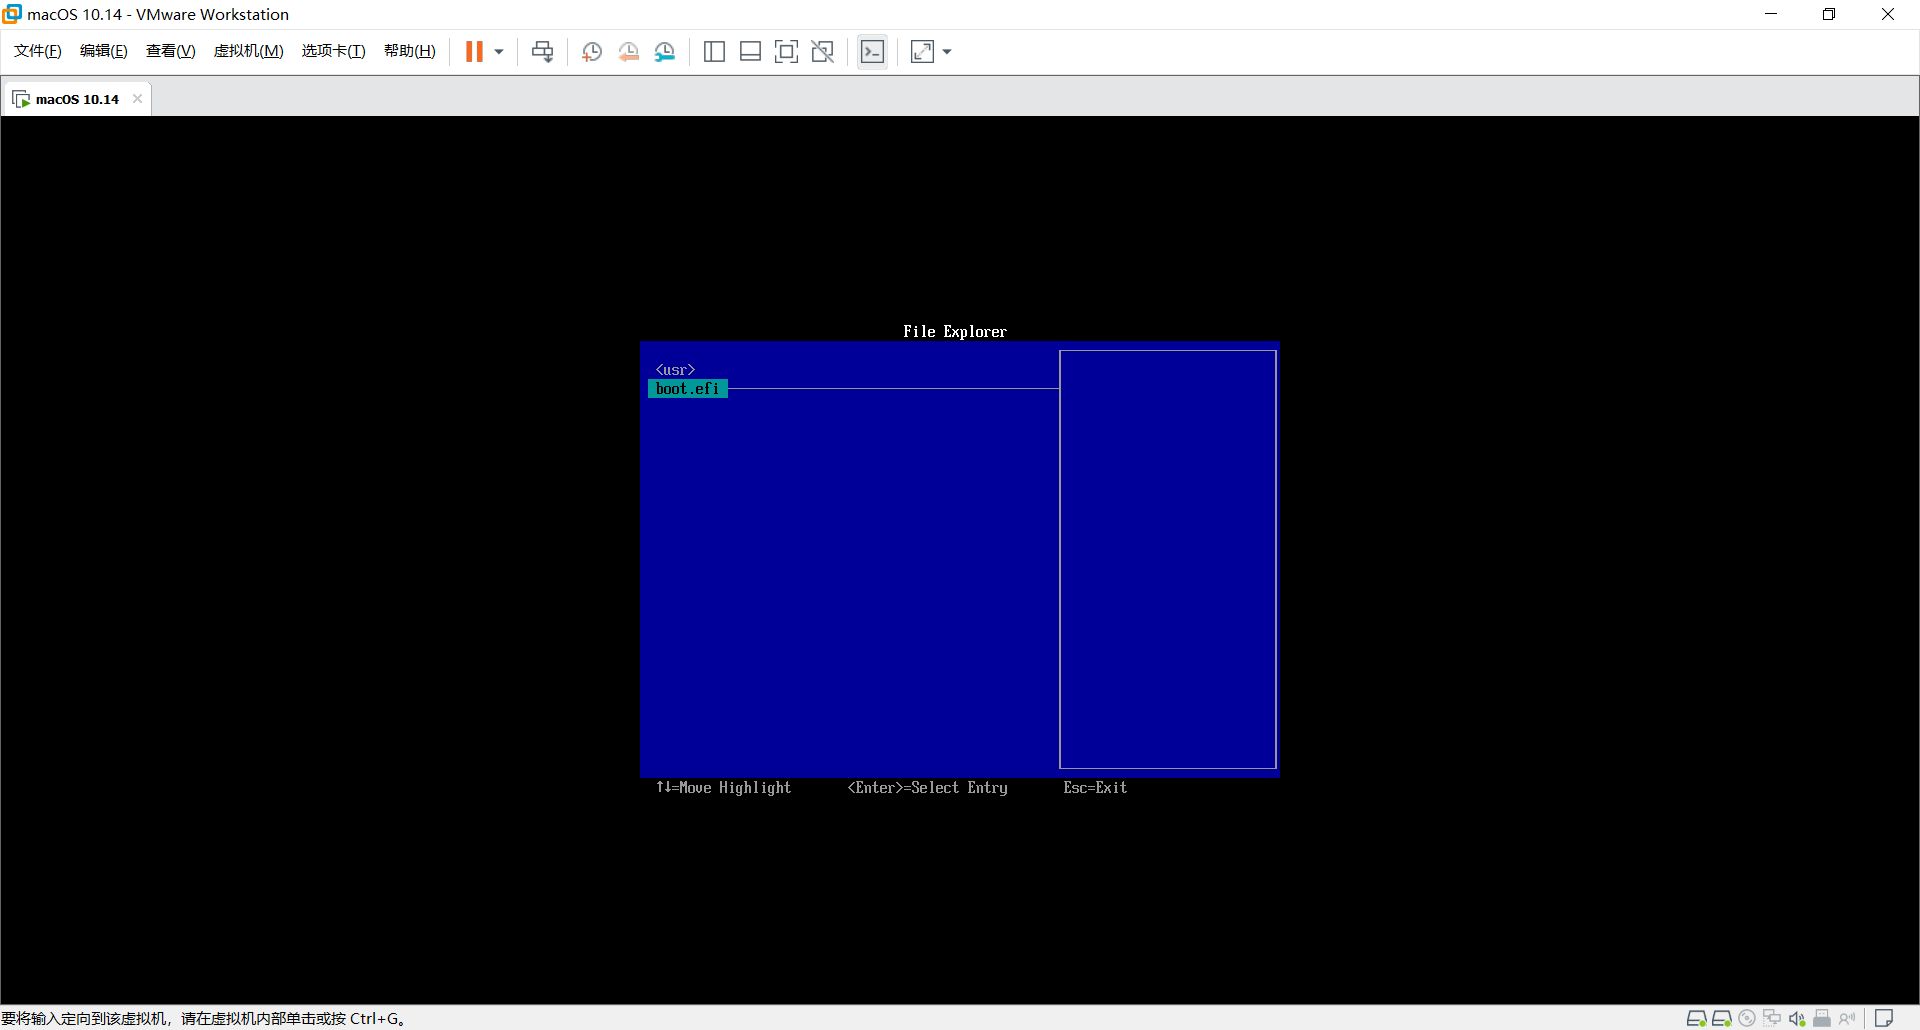 macOS 10.14 - VMware Workstation
文件(F) 编辑(E) 查看(V) 虚拟机(M) 选项卡(T) 帮助(H)
macOS 10.14
File Explorer
<usr>
boot.efi
↑↓=Move Highlight <Enter>=Select Entry Esc=Exit
要将输入定向到该虚拟机，请在虚拟机内部单击或按 Ctrl+G。